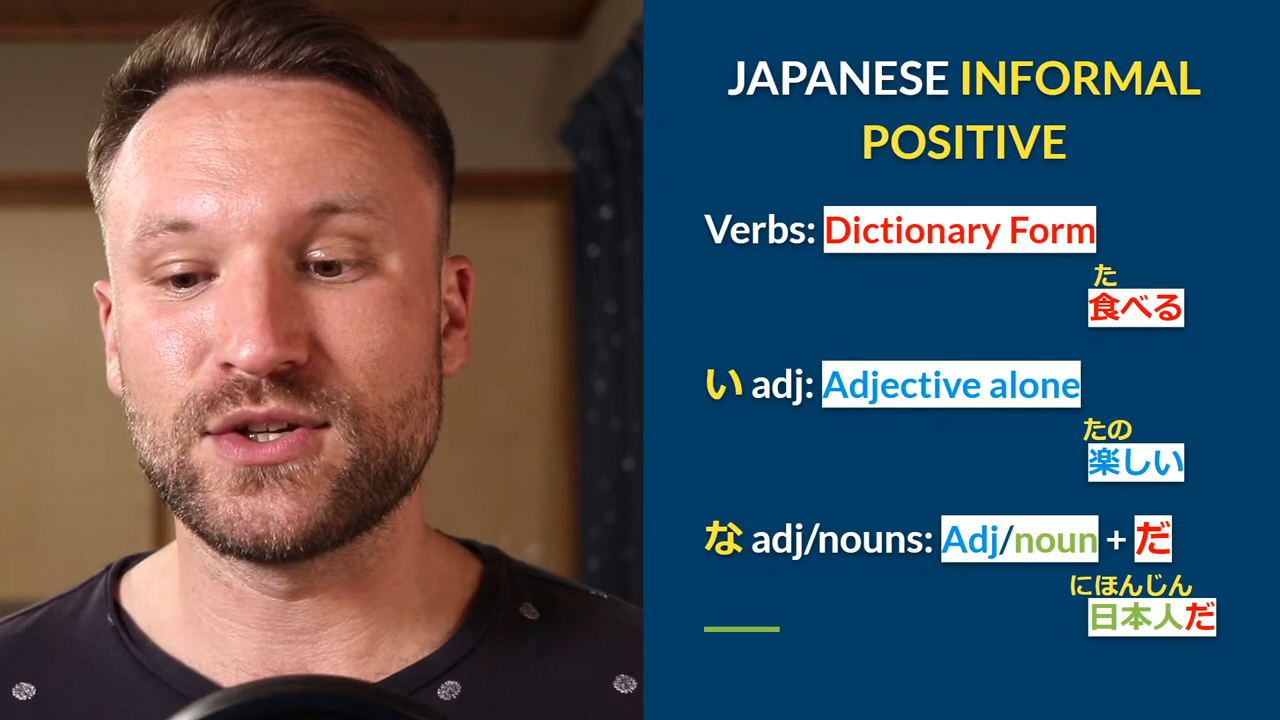 JAPANESE INFORMAL
POSITIVE
Verbs: Dictionary Form
た
食べる
い adj: Adjective alone
たの
楽しい
な adj/nouns: Adj/noun + だ
にほんじん
日本人だ